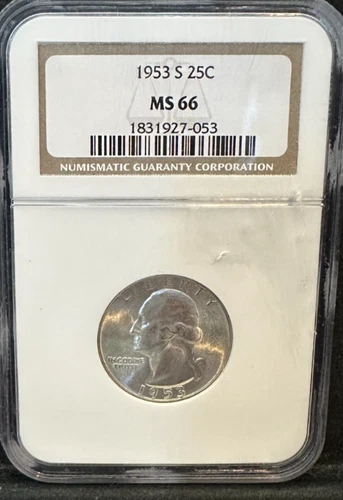 1953 S 25C
MS 66
1831927-053
NUMISMATIC GUARANTY CORPORATION
LIBERTY
IN GOD WE
TRUST
1953